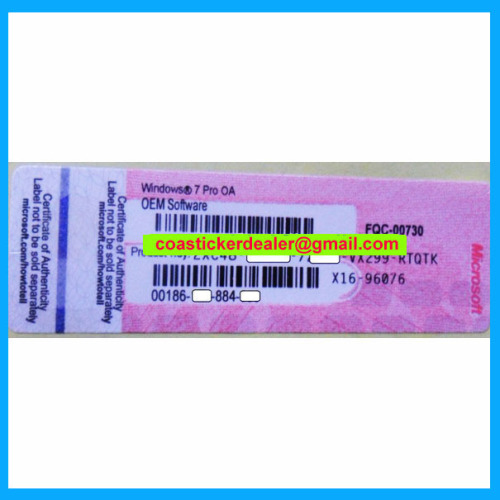 Certificate of Authenticity
Label not to be sold separately
microsoft.com/howtotell
Certificate of Authenticity
Label not to be sold separately
microsoft.com/howtotell
Windows® 7 Pro OA
OEM Software
FQC-00730
coastickerdealer@gmail.com
-VX299-RTQTK
X16-96076
00186- -884-
Microsoft